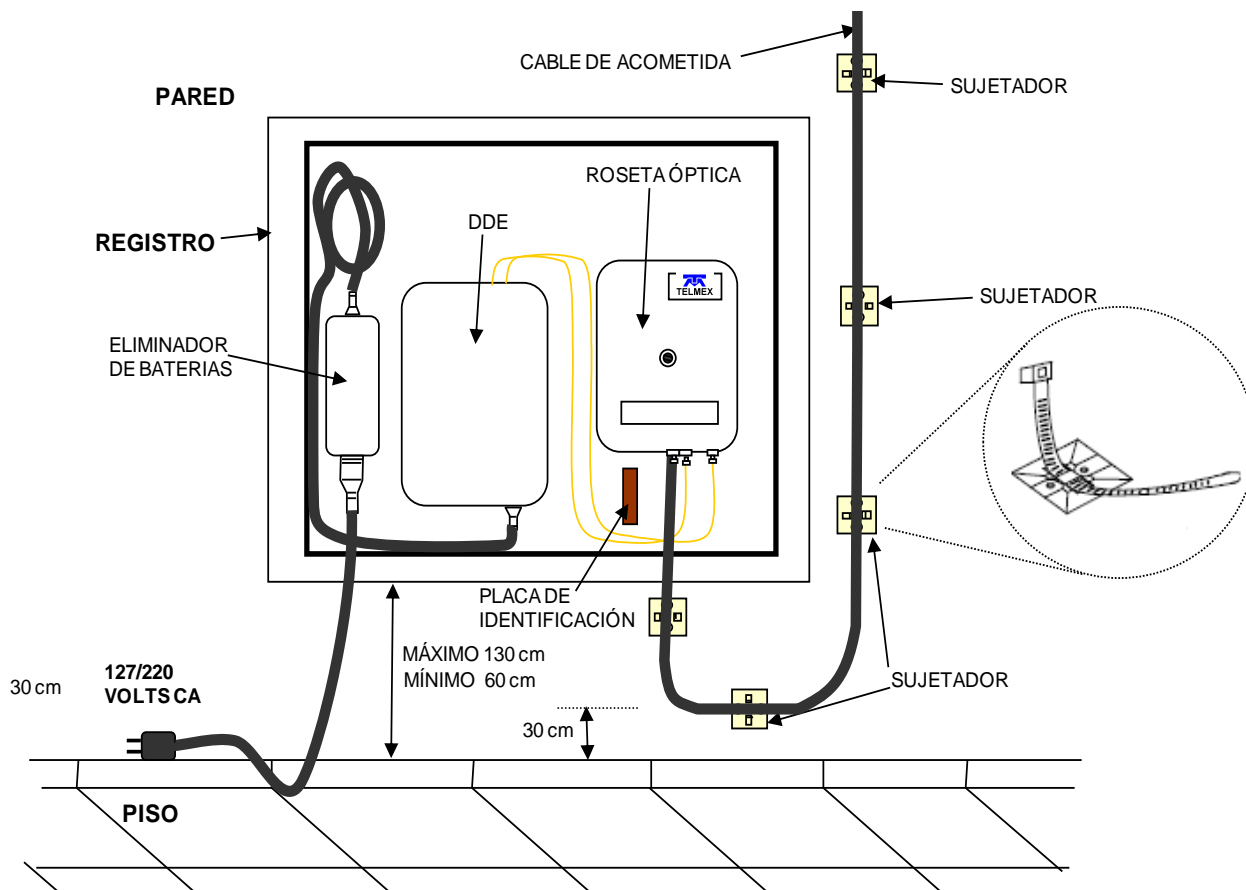 CABLE DE ACOMETIDA
SUJETADOR
PARED
ROSETA ÓPTICA
DDE
REGISTRO
TELMEX
SUJETADOR
ELIMINADOR
DE BATERIAS
PLACA DE
IDENTIFICACIÓN
MÁXIMO 130 cm
MÍNIMO 60 cm
127/220
VOLTS CA
30 cm
SUJETADOR
30 cm
PISO